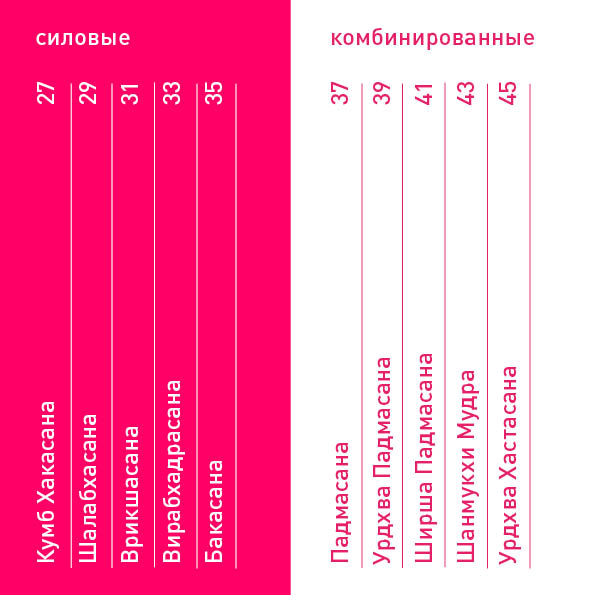 силовые
Кумб Хакасана 27
Шалабхасана 29
Врикшасана 31
Вирабхадрасана 33
Бакасана 35
комбинированные
Падмасана 37
Урдхва Падмасана 39
Ширша Падмасана 41
Шанмукхи Мудра 43
Урдхва Хастасана 45